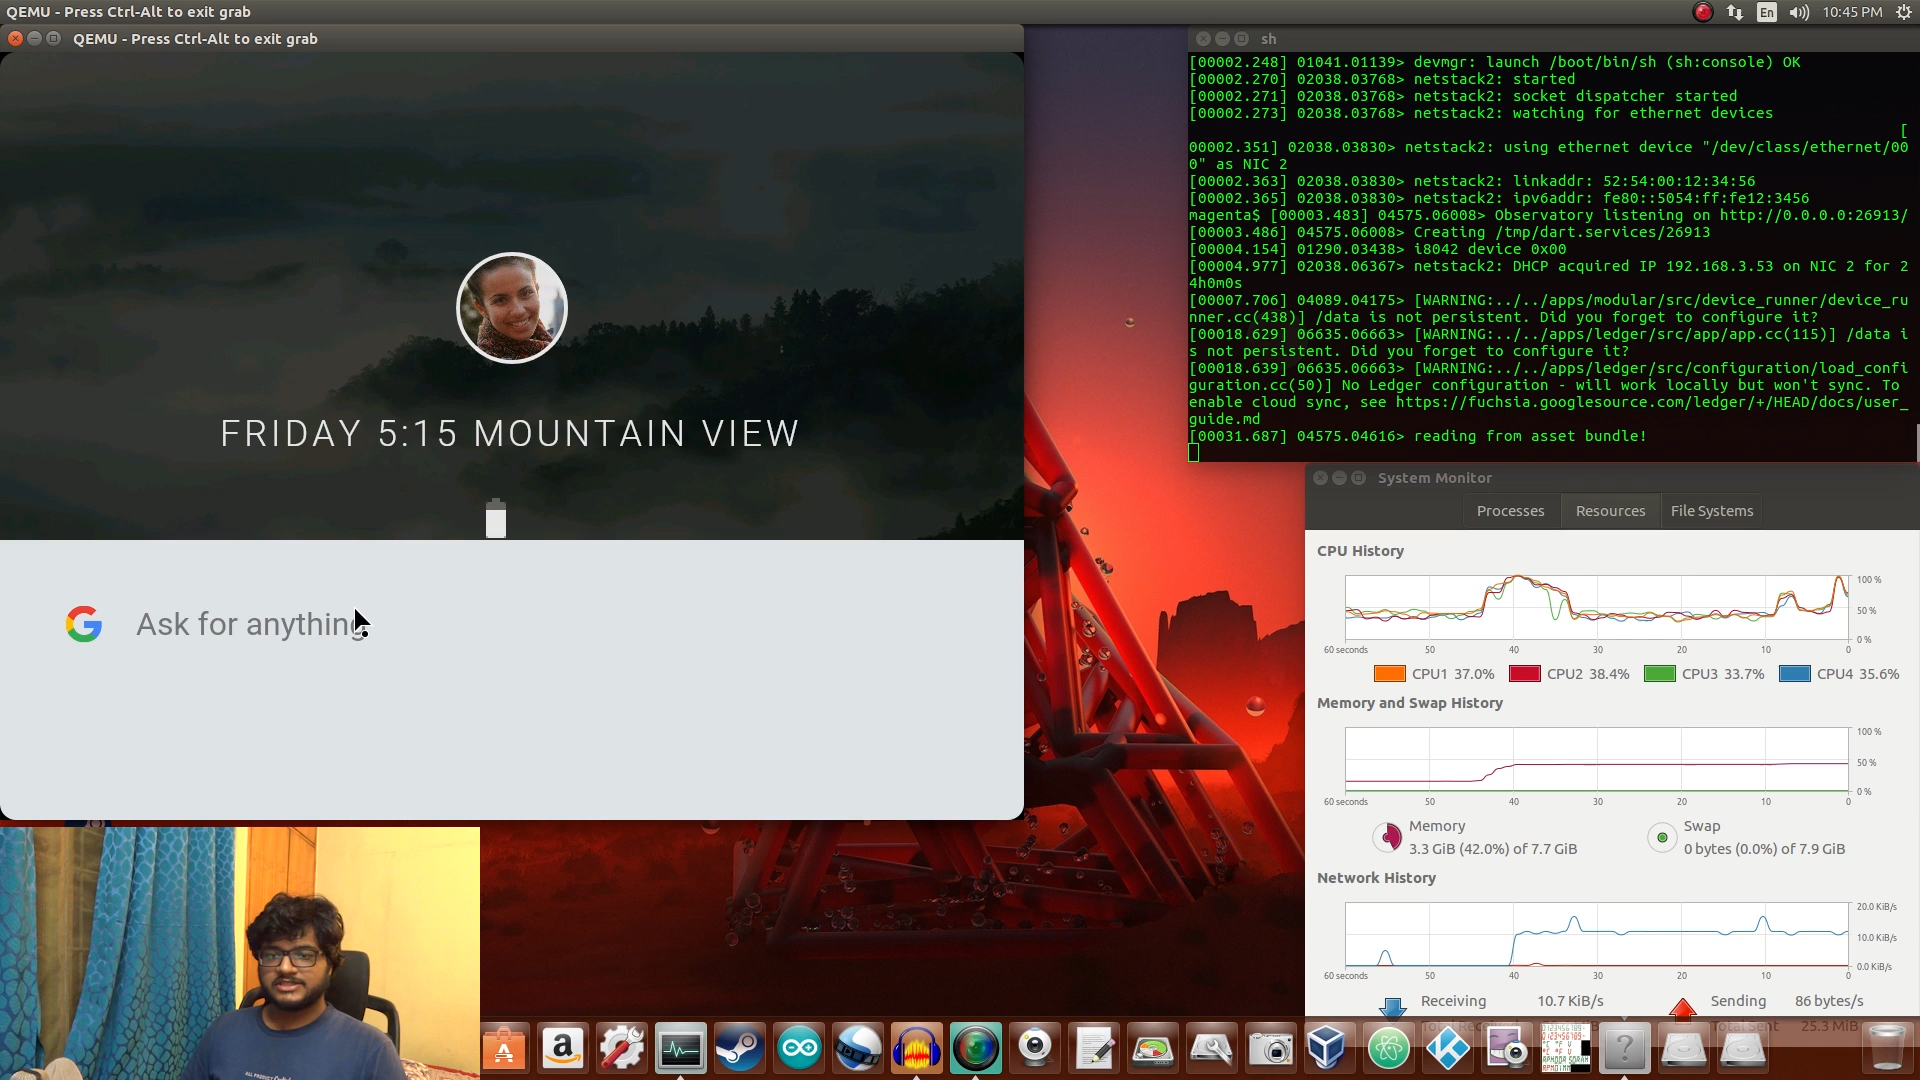 QEMU - Press Ctrl-Alt to exit grab
En
10:45 PM
QEMU - Press Ctrl-Alt to exit grab
FRIDAY 5:15 MOUNTAIN VIEW
Ask for anything
sh
[00002.248] 01041.01139> devmgr: launch /boot/bin/sh (sh:console) OK
[00002.270] 02038.03768> netstack2: started
[00002.271] 02038.03768> netstack2: socket dispatcher started
[00002.273] 02038.03768> netstack2: watching for ethernet devices
[
00002.351] 02038.03830> netstack2: using ethernet device "/dev/class/ethernet/00
0" as NIC 2
[00002.363] 02038.03830> netstack2: linkaddr: 52:54:00:12:34:56
[00002.365] 02038.03830> netstack2: ipv6addr: fe80::5054:ff:fe12:3456
magenta$ [00003.483] 04575.06008> Observatory listening on http://0.0.0.0:26913/
[00003.486] 04575.06008> Creating /tmp/dart.services/26913
[00004.154] 01290.03438> i8042 device 0x00
[00004.977] 02038.06367> netstack2: DHCP acquired IP 192.168.3.53 on NIC 2 for 2
4h0m0s
[00007.706] 04089.04175> [WARNING:../../apps/modular/src/device_runner/device_ru
nner.cc(438)] /data is not persistent. Did you forget to configure it?
[00018.629] 06635.06663> [WARNING:../../apps/ledger/src/app/app.cc(115)] /data i
s not persistent. Did you forget to configure it?
[00018.639] 06635.06663> [WARNING:../../apps/ledger/src/configuration/load_confi
guration.cc(50)] No Ledger configuration - will work locally but won't sync. To
enable cloud sync, see https://fuchsia.googlesource.com/ledger/+/HEAD/docs/user_
guide.md
[00031.687] 04575.04616> reading from asset bundle!
System Monitor
Processes Resources File Systems
CPU History
100 %
50 %
0 %
60 seconds 50 40 30 20 10 0
CPU1 37.0% CPU2 38.4% CPU3 33.7% CPU4 35.6%
Memory and Swap History
100 %
50 %
0 %
60 seconds 50 40 30 20 10 0
Memory
3.3 GiB (42.0%) of 7.7 GiB
Swap
0 bytes (0.0%) of 7.9 GiB
Network History
20.0 KiB/s
10.0 KiB/s
0.0 KiB/s
60 seconds 50 40 30 20 10 0
Receiving 10.7 KiB/s
Sending 86 bytes/s
Total Sent 25.3 MiB